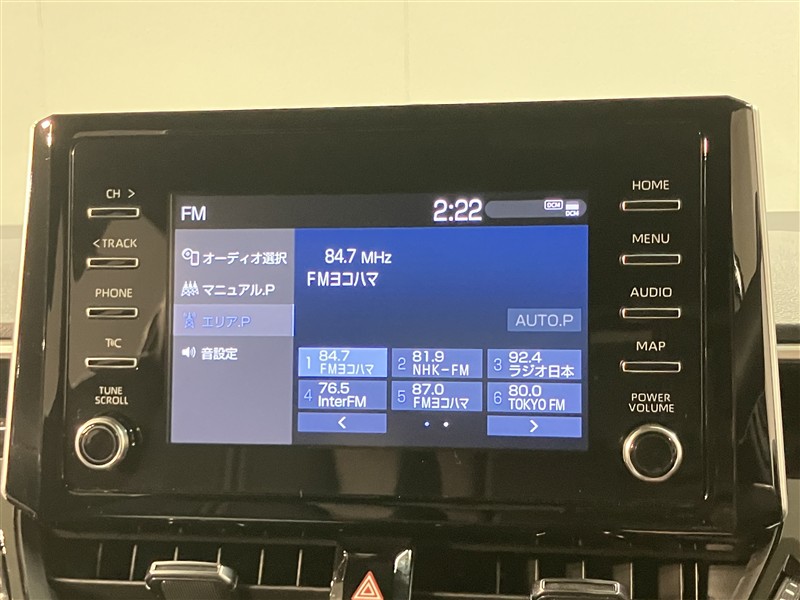 CH >
< TRACK
PHONE
T°C
TUNE
SCROLL
FM
2:22
DCM
DCM
オーディオ選択
マニュアル.P
エリア.P
音設定
84.7 MHz
FMヨコハマ
AUTO.P
1 84.7 FMヨコハマ
2 81.9 NHK-FM
3 92.4 ラジオ日本
4 76.5 InterFM
5 87.0 FMヨコハマ
6 80.0 TOKYO FM
<
>
HOME
MENU
AUDIO
MAP
POWER
VOLUME